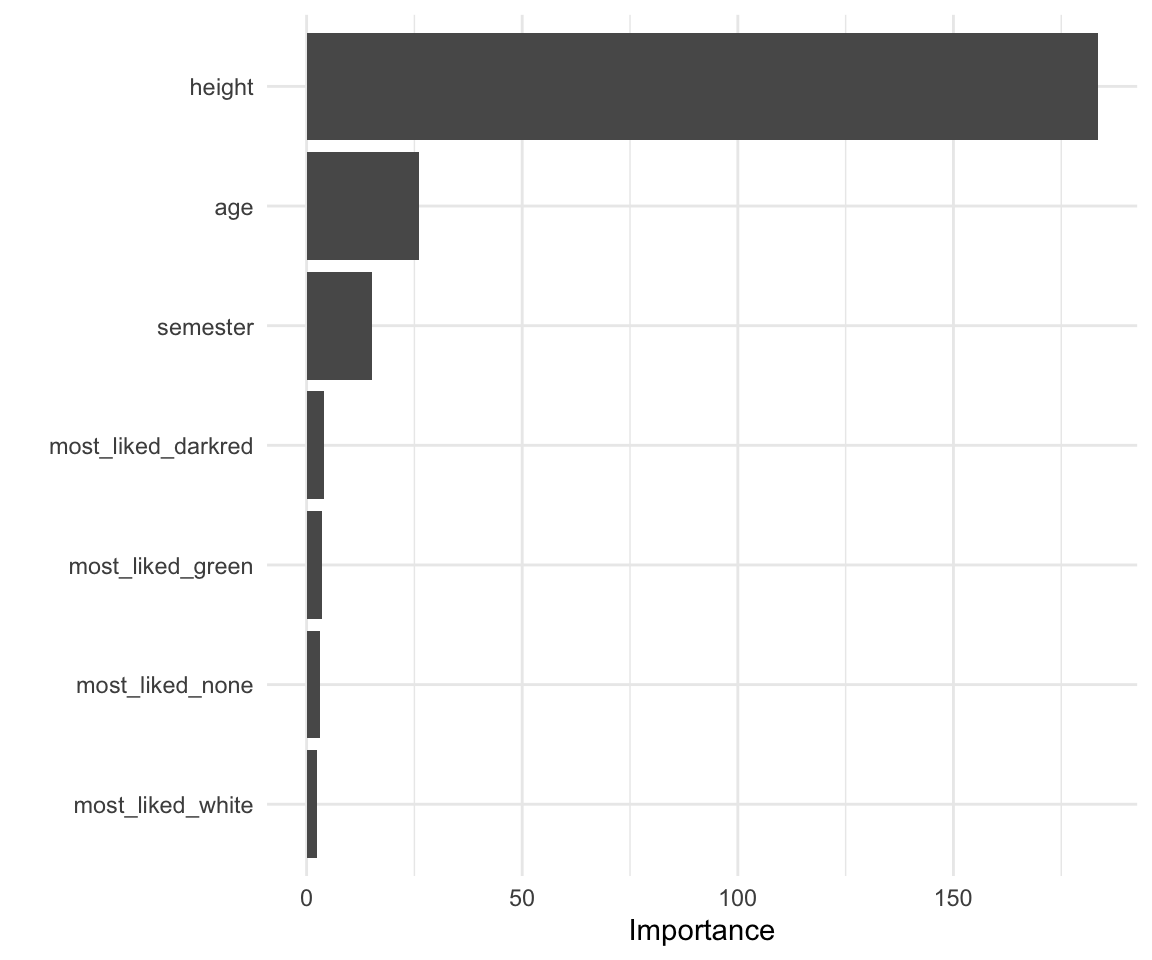 height
age
semester
most_liked_darkred
most_liked_green
most_liked_none
most_liked_white
0 50 100 150
Importance